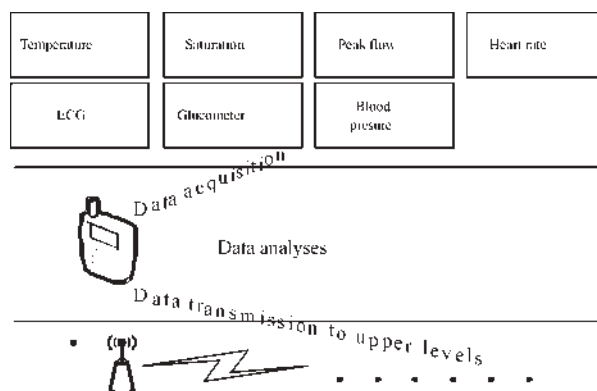 Temperature
Saturation
Peak flow
Heart rate
ECG
Glucometer
Blood
presure
Data acquisition
Data analyses
Data transmission to upper levels